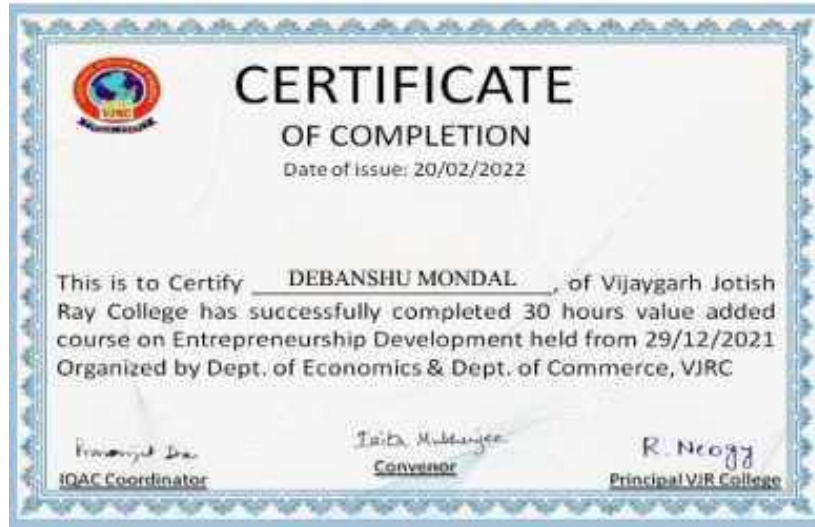 VJRC
CERTIFICATE
OF COMPLETION
Date of issue: 20/02/2022
This is to Certify DEBANSHU MONDAL, of Vijaygarh Jotish
Ray College has successfully completed 30 hours value added
course on Entrepreneurship Development held from 29/12/2021
Organized by Dept. of Economics & Dept. of Commerce, VJRC
R. Neogy
IQAC Coordinator
Convenor
Principal VJR College